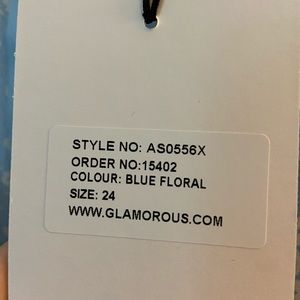 STYLE NO: AS0556X
ORDER NO:15402
COLOUR: BLUE FLORAL
SIZE: 24
WWW.GLAMOROUS.COM